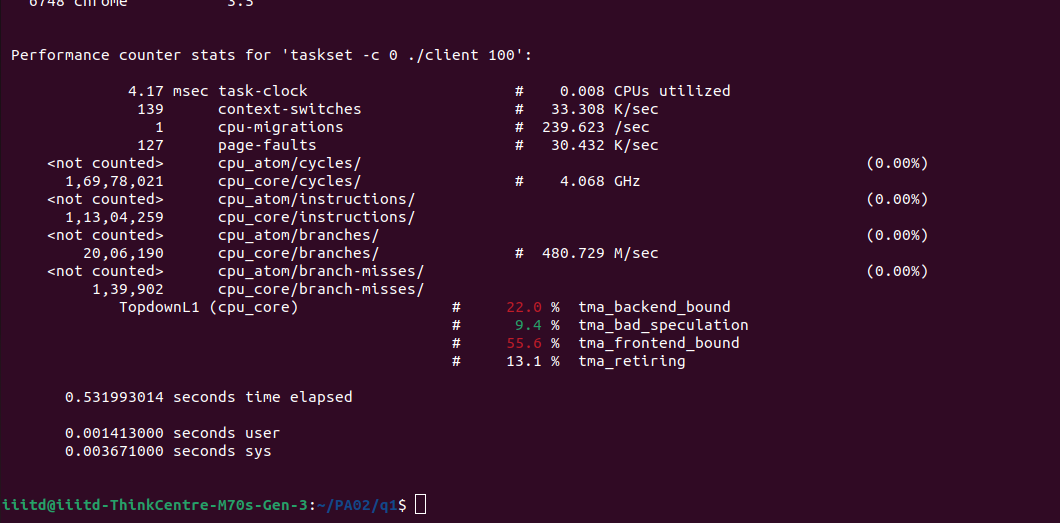 6748 chrome 3.5
Performance counter stats for 'taskset -c 0 ./client 100':
4.17 msec task-clock # 0.008 CPUs utilized
139 context-switches # 33.308 K/sec
1 cpu-migrations # 239.623 /sec
127 page-faults # 30.432 K/sec
<not counted> cpu_atom/cycles/ (0.00%)
1,69,78,021 cpu_core/cycles/ # 4.068 GHz
<not counted> cpu_atom/instructions/ (0.00%)
1,13,04,259 cpu_core/instructions/
<not counted> cpu_atom/branches/ (0.00%)
20,06,190 cpu_core/branches/ # 480.729 M/sec
<not counted> cpu_atom/branch-misses/ (0.00%)
1,39,902 cpu_core/branch-misses/
TopdownL1 (cpu_core) # 22.0 % tma_backend_bound
# 9.4 % tma_bad_speculation
# 55.6 % tma_frontend_bound
# 13.1 % tma_retiring
0.531993014 seconds time elapsed
0.001413000 seconds user
0.003671000 seconds sys
iiitd@iiitd-ThinkCentre-M70s-Gen-3:~/PA02/q1$